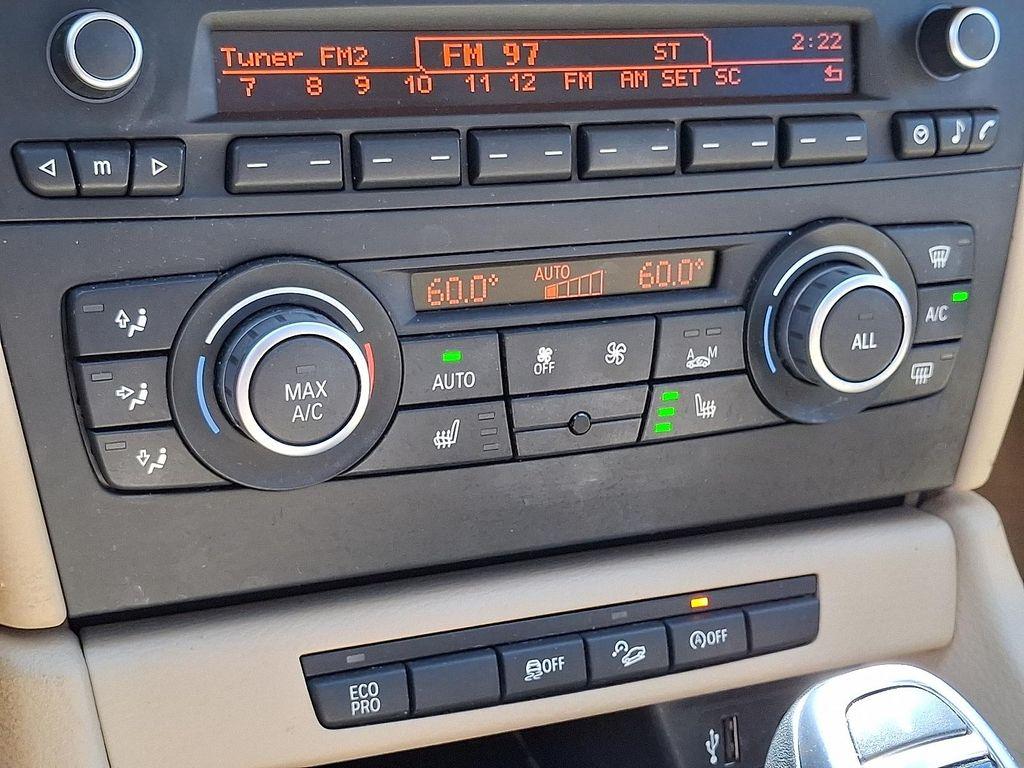 Tuner FM2 FM 97 ST 2:22
7 8 9 10 11 12 FM AM SET SC
m
60.0° AUTO 60.0°
A/C
MAX
A/C
AUTO
OFF
A M
ALL
ECO
PRO
OFF
A OFF